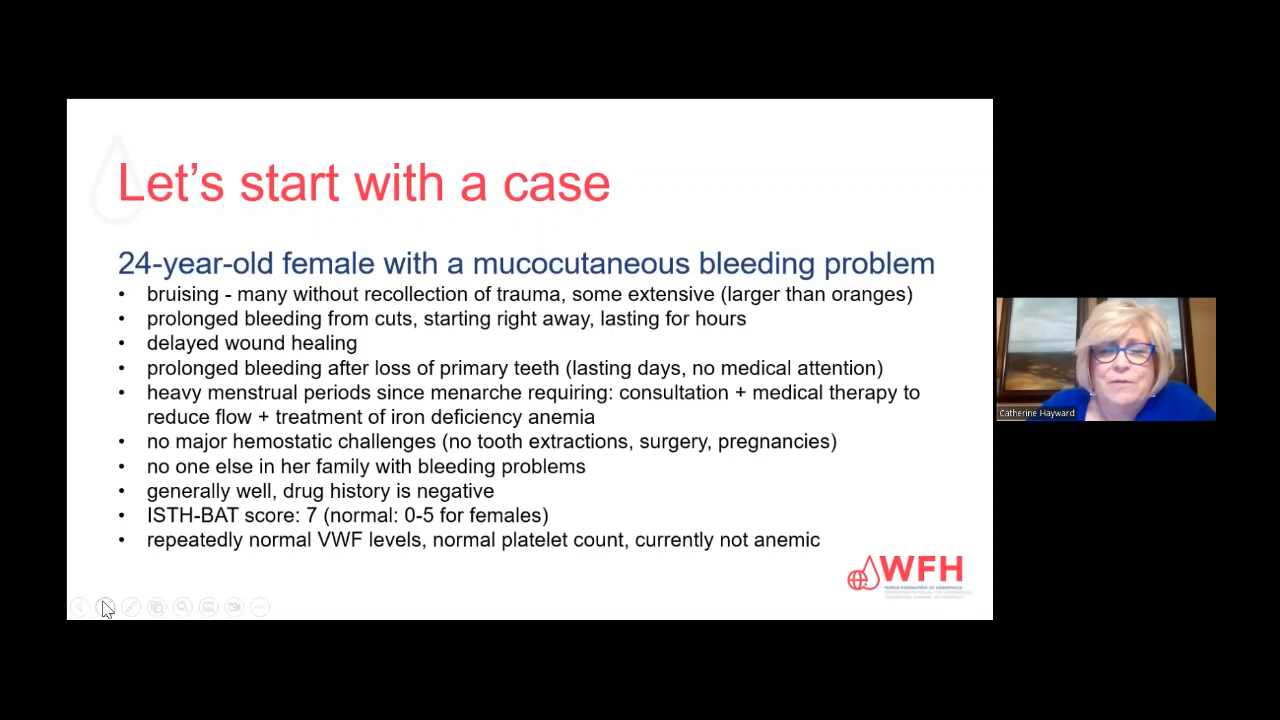 Let's start with a case
24-year-old female with a mucocutaneous bleeding problem
• bruising - many without recollection of trauma, some extensive (larger than oranges)
• prolonged bleeding from cuts, starting right away, lasting for hours
• delayed wound healing
• prolonged bleeding after loss of primary teeth (lasting days, no medical attention)
• heavy menstrual periods since menarche requiring: consultation + medical therapy to
reduce flow + treatment of iron deficiency anemia
• no major hemostatic challenges (no tooth extractions, surgery, pregnancies)
• no one else in her family with bleeding problems
• generally well, drug history is negative
• ISTH-BAT score: 7 (normal: 0-5 for females)
• repeatedly normal VWF levels, normal platelet count, currently not anemic
WFH
WORLD FEDERATION OF HEMOPHILIA
Catherine Hayward